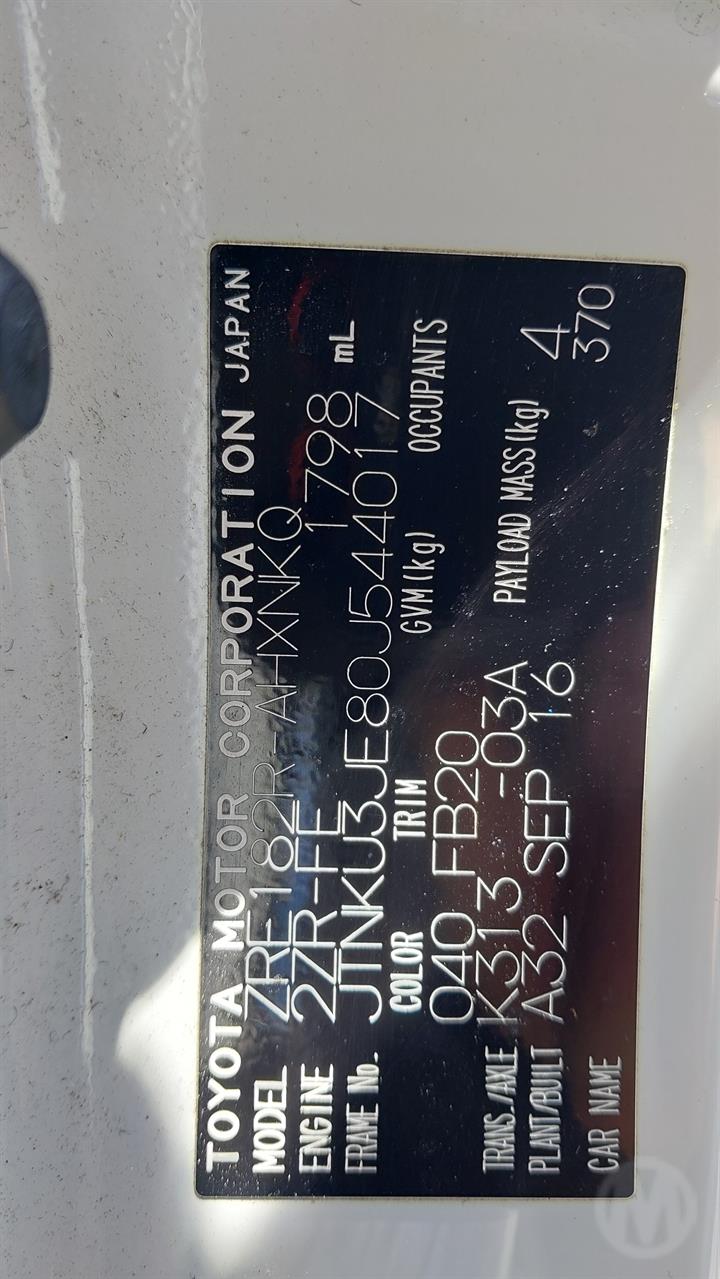 TOYOTA MOTOR CORPORATION JAPAN
MODEL ZRE182R-AHXNKQ
ENGINE 2ZR-FE 1798 mL
FRAME No. JTNKU3JE80J544017
COLOR TRIM GVM(kg) OCCUPANTS
040 FB20
TRANS./AXLE K313 -03A PAYLOAD MASS(kg) 4
PLANT/BUILT A32 SEP 16 370
CAR NAME
M